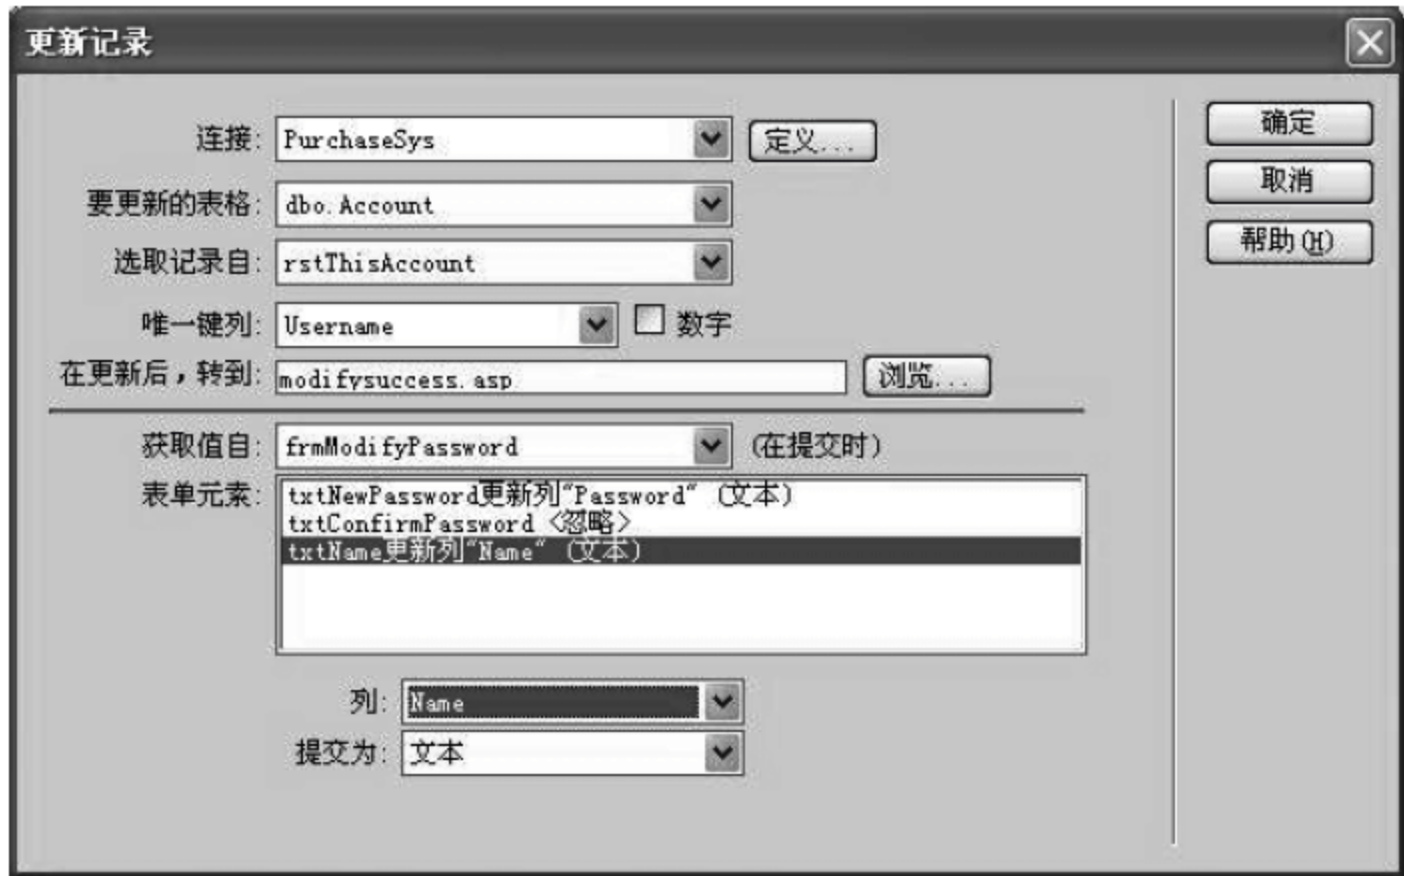 更新记录
连接: PurchaseSys 定义... 确定
要更新的表格: dbo.Account 取消
选取记录自: rstThisAccount 帮助(H)
唯一键列: Username 数字
在更新后，转到: modifysuccess.asp 浏览...
获取值自: frmModifyPassword (在提交时)
表单元素: txtNewPassword更新列"Password" (文本)
txtConfirmPassword <忽略>
txtName更新列"Name" (文本)
列: Name
提交为: 文本